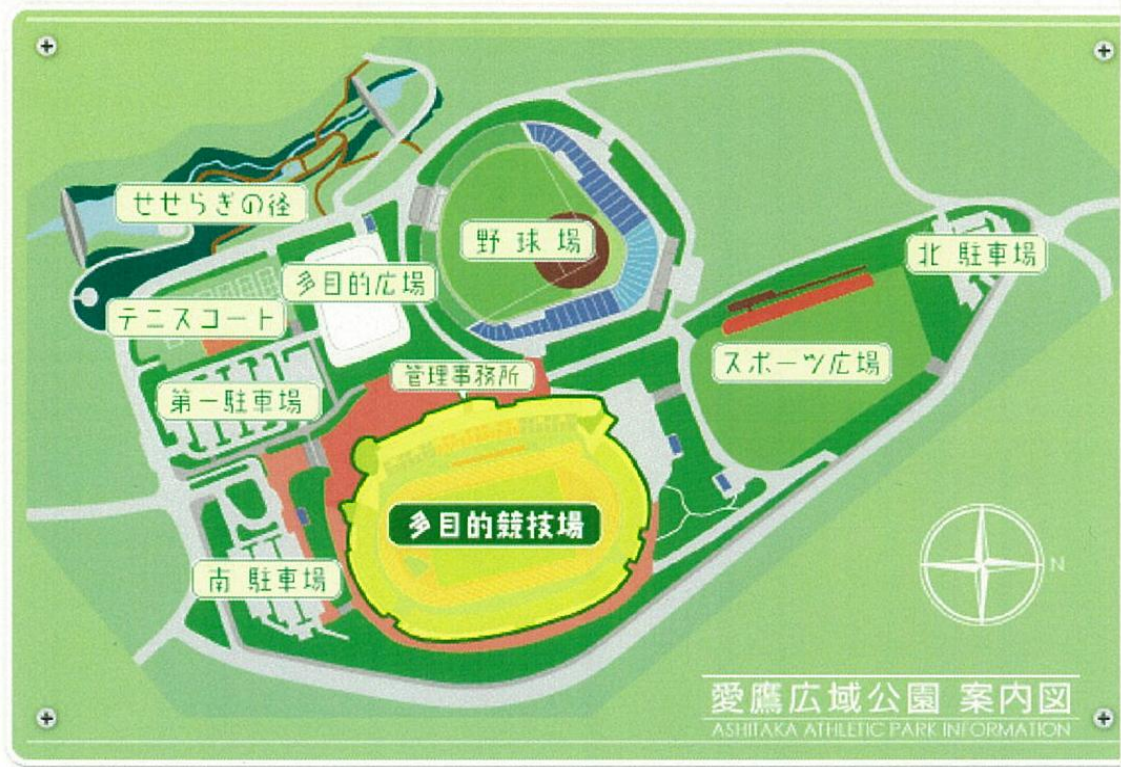 せせらぎの径
野球場
北 駐車場
多目的広場
テニスコート
スポーツ広場
管理事務所
第一駐車場
多目的競技場
南 駐車場
N
愛鷹広域公園 案内図
ASHITAKA ATHLETIC PARK INFORMATION